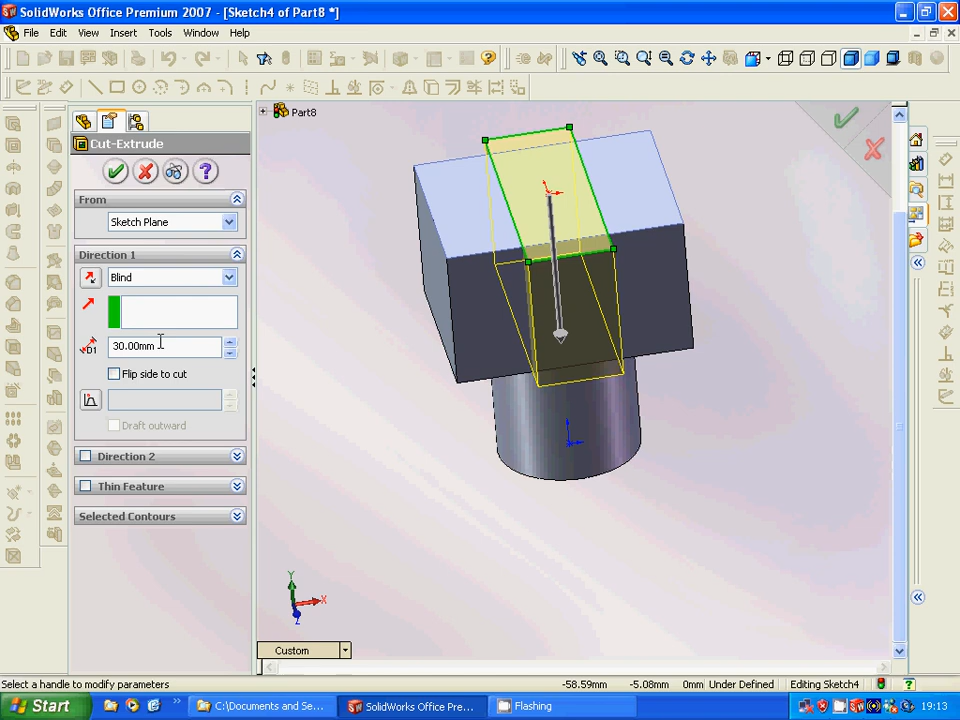 SolidWorks Office Premium 2007 - [Sketch4 of Part8 *]
File Edit View Insert Tools Window Help
Part8
Cut-Extrude
From
Sketch Plane
Direction 1
Blind
D1
30.00mm
Flip side to cut
Draft outward
Direction 2
Thin Feature
Selected Contours
Y
X
Z
Custom
Select a handle to modify parameters
-58.59mm -5.08mm 0mm Under Defined Editing Sketch4
Start
C:\Documents and Se...
SolidWorks Office Pre...
Flashing
19:13